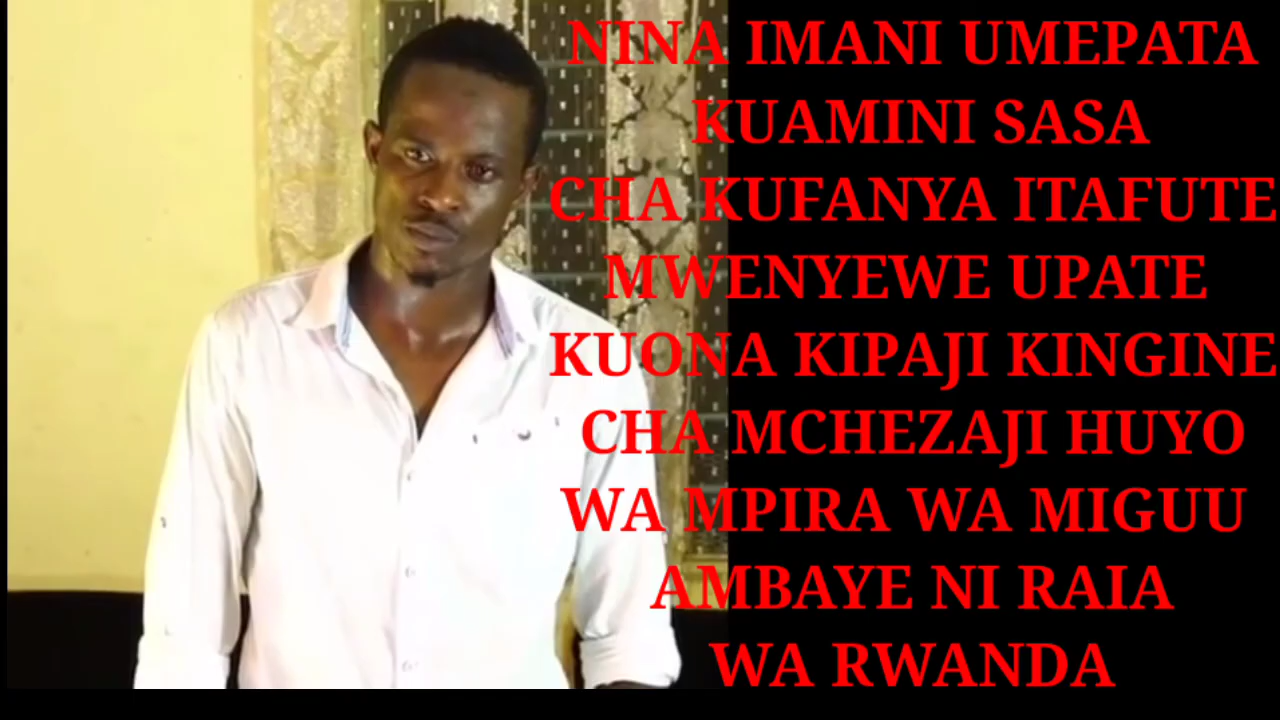 NINA IMANI UMEPATA
KUAMINI SASA
CHA KUFANYA ITAFUTE
MWENYEWE UPATE
KUONA KIPAJI KINGINE
CHA MCHEZAJI HUYO
WA MPIRA WA MIGUU
AMBAYE NI RAIA
WA RWANDA